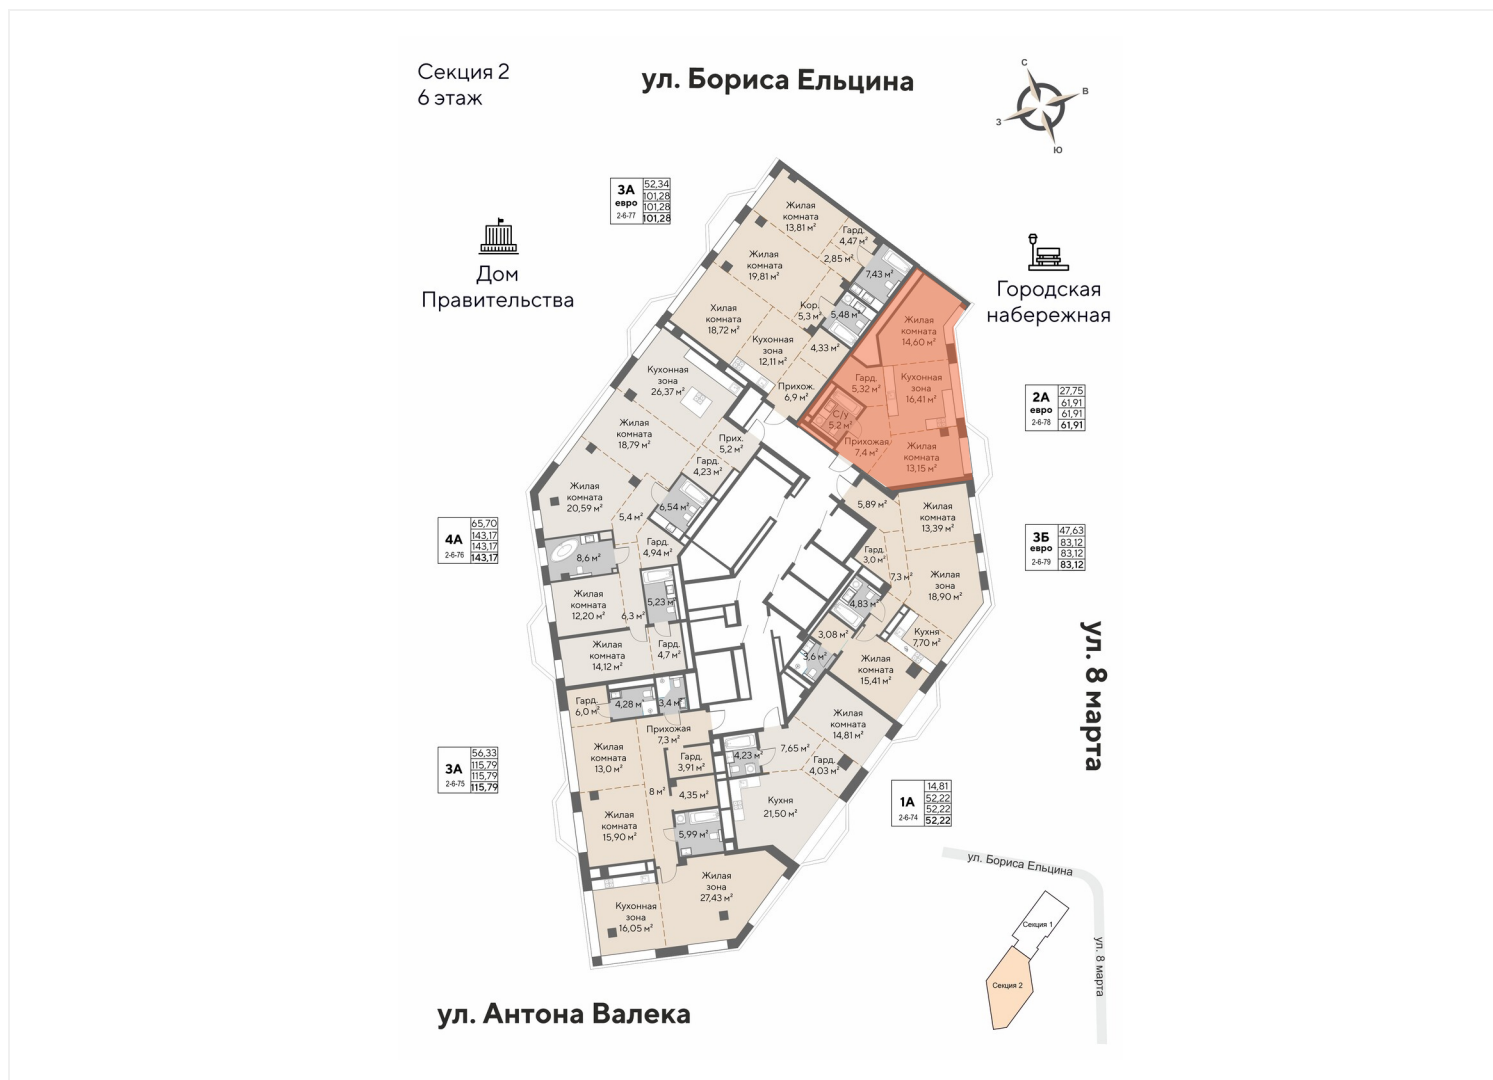 Секция 2
6 этаж
ул. Бориса Ельцина
С
В
З
Ю
3А
евро
2-6-77
52,34
101,28
101,28
101,28
Дом
Правительства
Городская
набережная
Жилая
комната
13,81 м²
Гард.
4,47 м²
2,85 м²
7,43 м²
Жилая
комната
19,81 м²
Хилая
комната
18,72 м²
Кор.
5,3 м²
5,48 м²
Кухонная
зона
12,11 м²
4,33 м²
Прихож.
6,9 м²
Жилая
комната
14,60 м²
Гард.
5,32 м²
Кухонная
зона
16,41 м²
С/у
5,2 м²
Прихожая
7,4 м²
Жилая
комната
13,15 м²
2А
евро
2-6-78
27,75
61,91
61,91
61,91
Кухонная
зона
26,37 м²
Жилая
комната
18,79 м²
Прих.
5,2 м²
Гард.
4,23 м²
Жилая
комната
20,59 м²
6,54 м²
5,4 м²
Гард.
4,94 м²
8,6 м²
Жилая
комната
12,20 м²
5,23 м²
6,3 м²
Жилая
комната
14,12 м²
Гард.
4,7 м²
4А
2-6-76
65,70
143,17
143,17
143,17
5,89 м²
Жилая
комната
13,39 м²
Гард.
3,0 м²
7,3 м²
Жилая
зона
18,90 м²
4,83 м²
Кухня
7,70 м²
3,08 м²
3,6 м²
Жилая
комната
15,41 м²
3Б
евро
2-6-79
47,63
83,12
83,12
83,12
ул. 8 марта
Гард.
6,0 м²
4,28 м²
3,4 м²
Прихожая
7,3 м²
Жилая
комната
13,0 м²
Гард.
3,91 м²
8 м²
4,35 м²
Жилая
комната
15,90 м²
5,99 м²
Жилая
зона
27,43 м²
Кухонная
зона
16,05 м²
3А
2-6-75
56,33
115,79
115,79
115,79
Жилая
комната
14,81 м²
4,23 м²
7,65 м²
Гард.
4,03 м²
Кухня
21,50 м²
1А
2-6-74
14,81
52,22
52,22
52,22
ул. Бориса Ельцина
Секция 1
Секция 2
ул. 8 марта
ул. Антона Валека